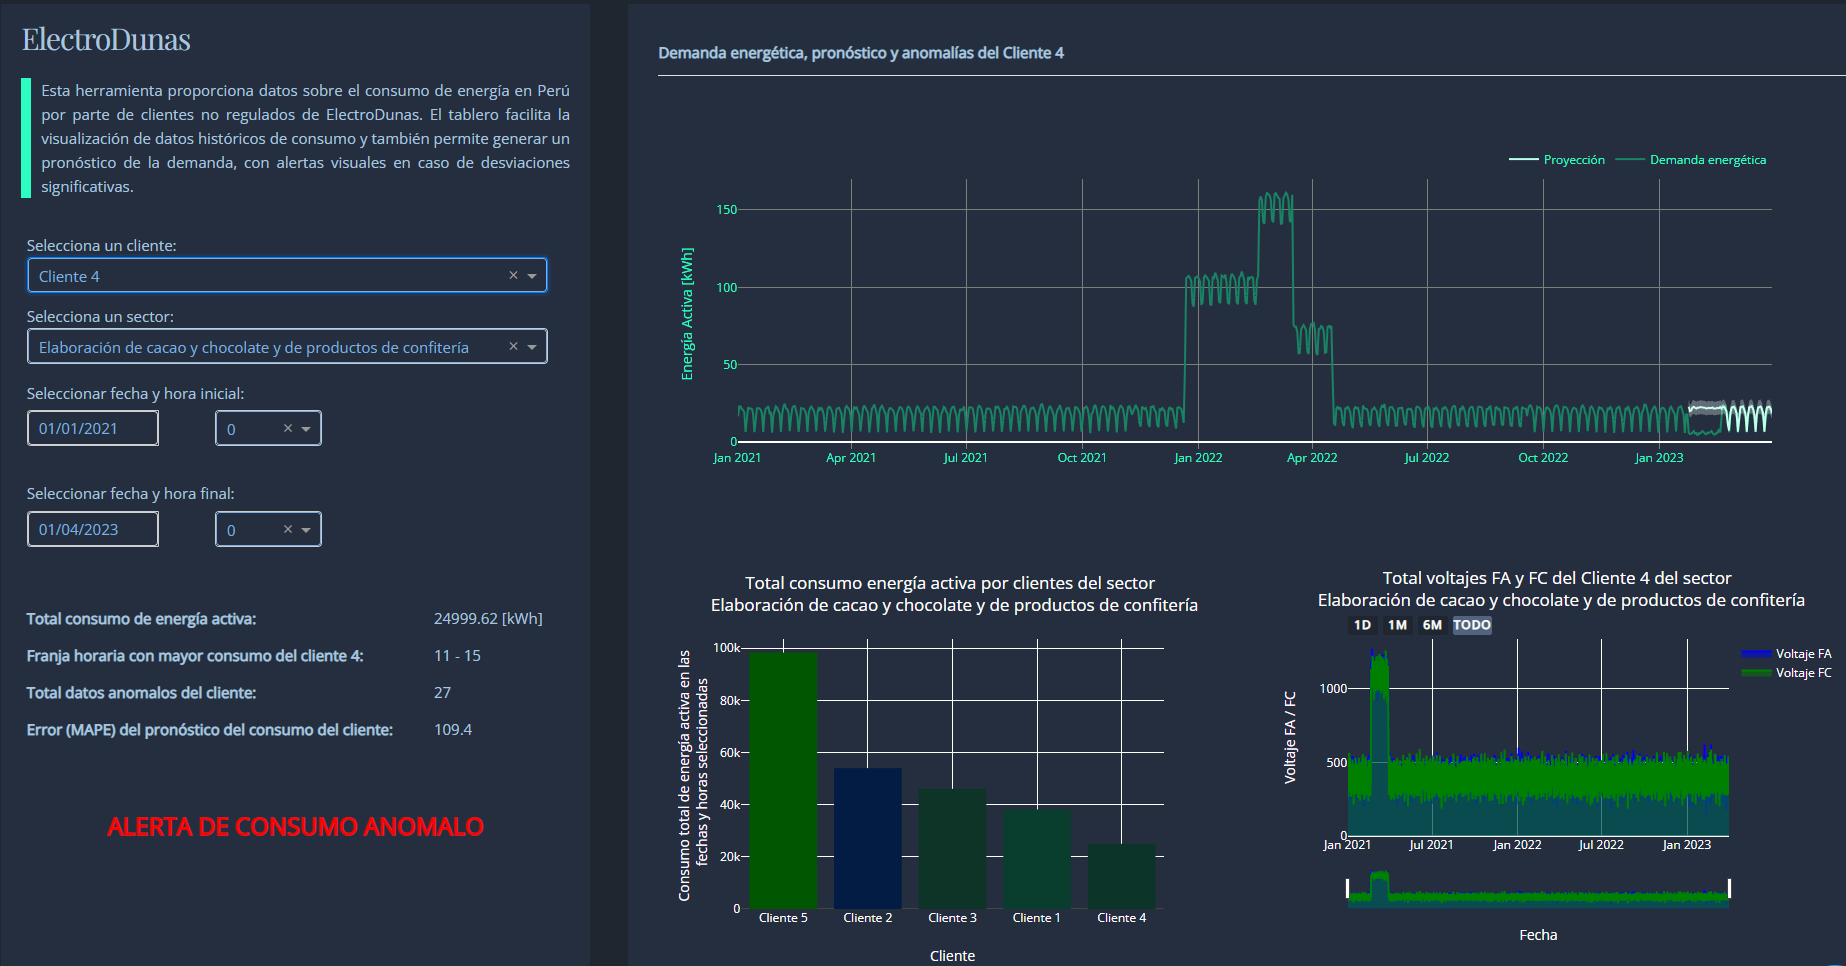 ElectroDunas
Esta herramienta proporciona datos sobre el consumo de energía en Perú
por parte de clientes no regulados de ElectroDunas. El tablero facilita la
visualización de datos históricos de consumo y también permite generar un
pronóstico de la demanda, con alertas visuales en caso de desviaciones
significativas.
Selecciona un cliente:
Cliente 4
Selecciona un sector:
Elaboración de cacao y chocolate y de productos de confitería
Seleccionar fecha y hora inicial:
01/01/2021
0
Seleccionar fecha y hora final:
01/04/2023
0
Total consumo de energía activa:
24999.62 [kWh]
Franja horaria con mayor consumo del cliente 4:
11 - 15
Total datos anomalos del cliente:
27
Error (MAPE) del pronóstico del consumo del cliente:
109.4
ALERTA DE CONSUMO ANOMALO
Demanda energética, pronóstico y anomalías del Cliente 4
Proyección
Demanda energética
Energía Activa [kWh]
150
100
50
0
Jan 2021
Apr 2021
Jul 2021
Oct 2021
Jan 2022
Apr 2022
Jul 2022
Oct 2022
Jan 2023
Total consumo energía activa por clientes del sector
Elaboración de cacao y chocolate y de productos de confitería
Consumo total de energía activa en las
fechas y horas seleccionadas
100k
80k
60k
40k
20k
0
Cliente 5
Cliente 2
Cliente 3
Cliente 1
Cliente 4
Cliente
Total voltajes FA y FC del Cliente 4 del sector
Elaboración de cacao y chocolate y de productos de confitería
1D
1M
6M
TODO
Voltaje FA
Voltaje FC
Voltaje FA / FC
1000
500
0
Jan 2021
Jul 2021
Jan 2022
Jul 2022
Jan 2023
Fecha